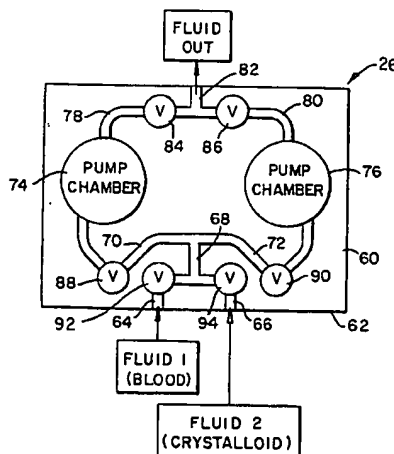 FLUID
OUT
26
82
78
80
V
V
84
86
74
PUMP
CHAMBER
PUMP
CHAMBER
76
68
70
72
60
88
V
V
V
V
90
92
64
94
66
62
FLUID 1
(BLOOD)
FLUID 2
(CRYSTALLOID)